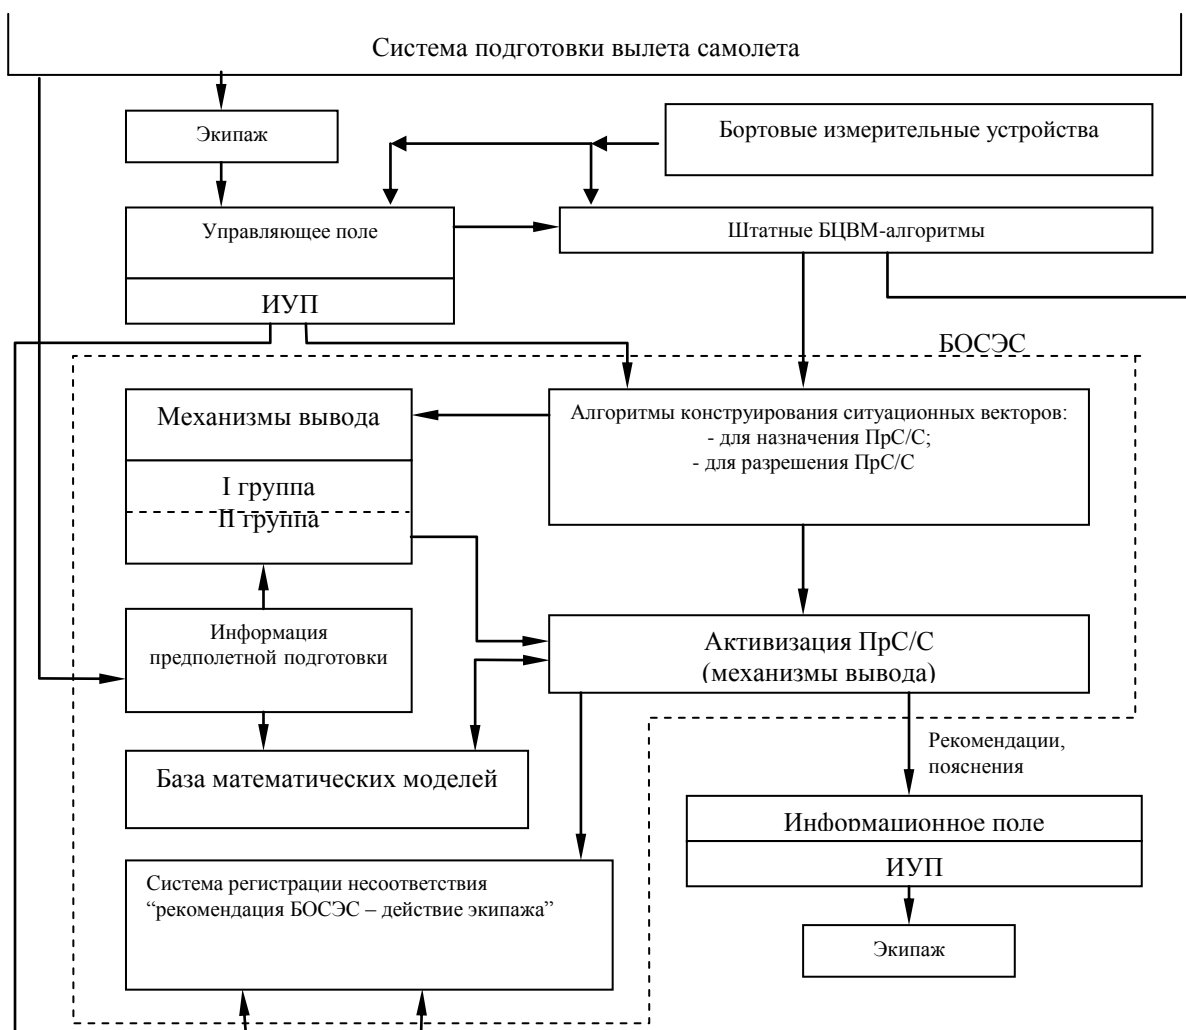 Система подготовки вылета самолета
Экипаж
Бортовые измерительные устройства
Управляющее поле
Штатные БЦВМ-алгоритмы
ИУП
БОСЭС
Механизмы вывода
Алгоритмы конструирования ситуационных векторов:
- для назначения ПрС/С;
- для разрешения ПрС/С
I группа
II группа
Информация
предполетной подготовки
Активизация ПрС/С
(механизмы вывода)
Рекомендации,
пояснения
База математических моделей
Информационное поле
ИУП
Система регистрации несоответствия
“рекомендация БОСЭС – действие экипажа”
Экипаж